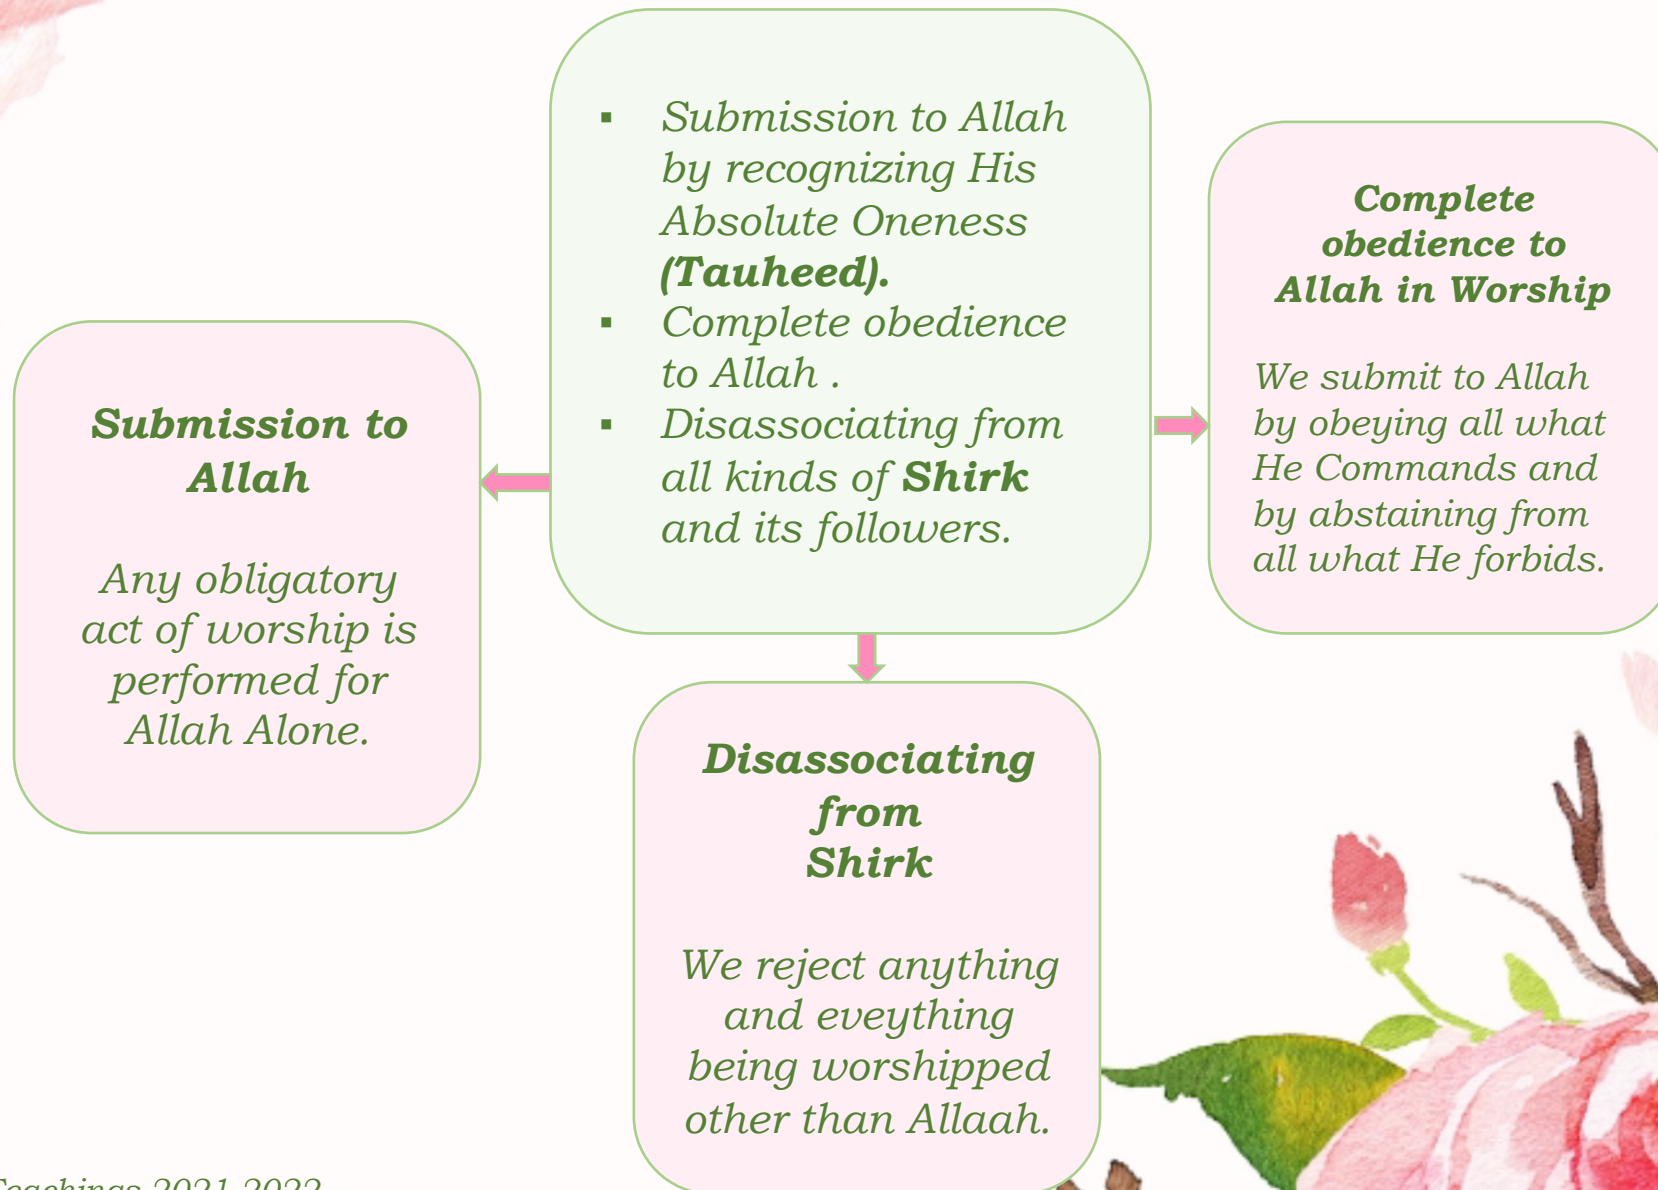 ▪ Submission to Allah
by recognizing His
Absolute Oneness
(Tauheed).
▪ Complete obedience
to Allah .
▪ Disassociating from
all kinds of Shirk
and its followers.
Submission to
Allah
Any obligatory
act of worship is
performed for
Allah Alone.
Complete
obedience to
Allah in Worship
We submit to Allah
by obeying all what
He Commands and
by abstaining from
all what He forbids.
Disassociating
from
Shirk
We reject anything
and eveything
being worshipped
other than Allaah.
Teachings 2021-2022